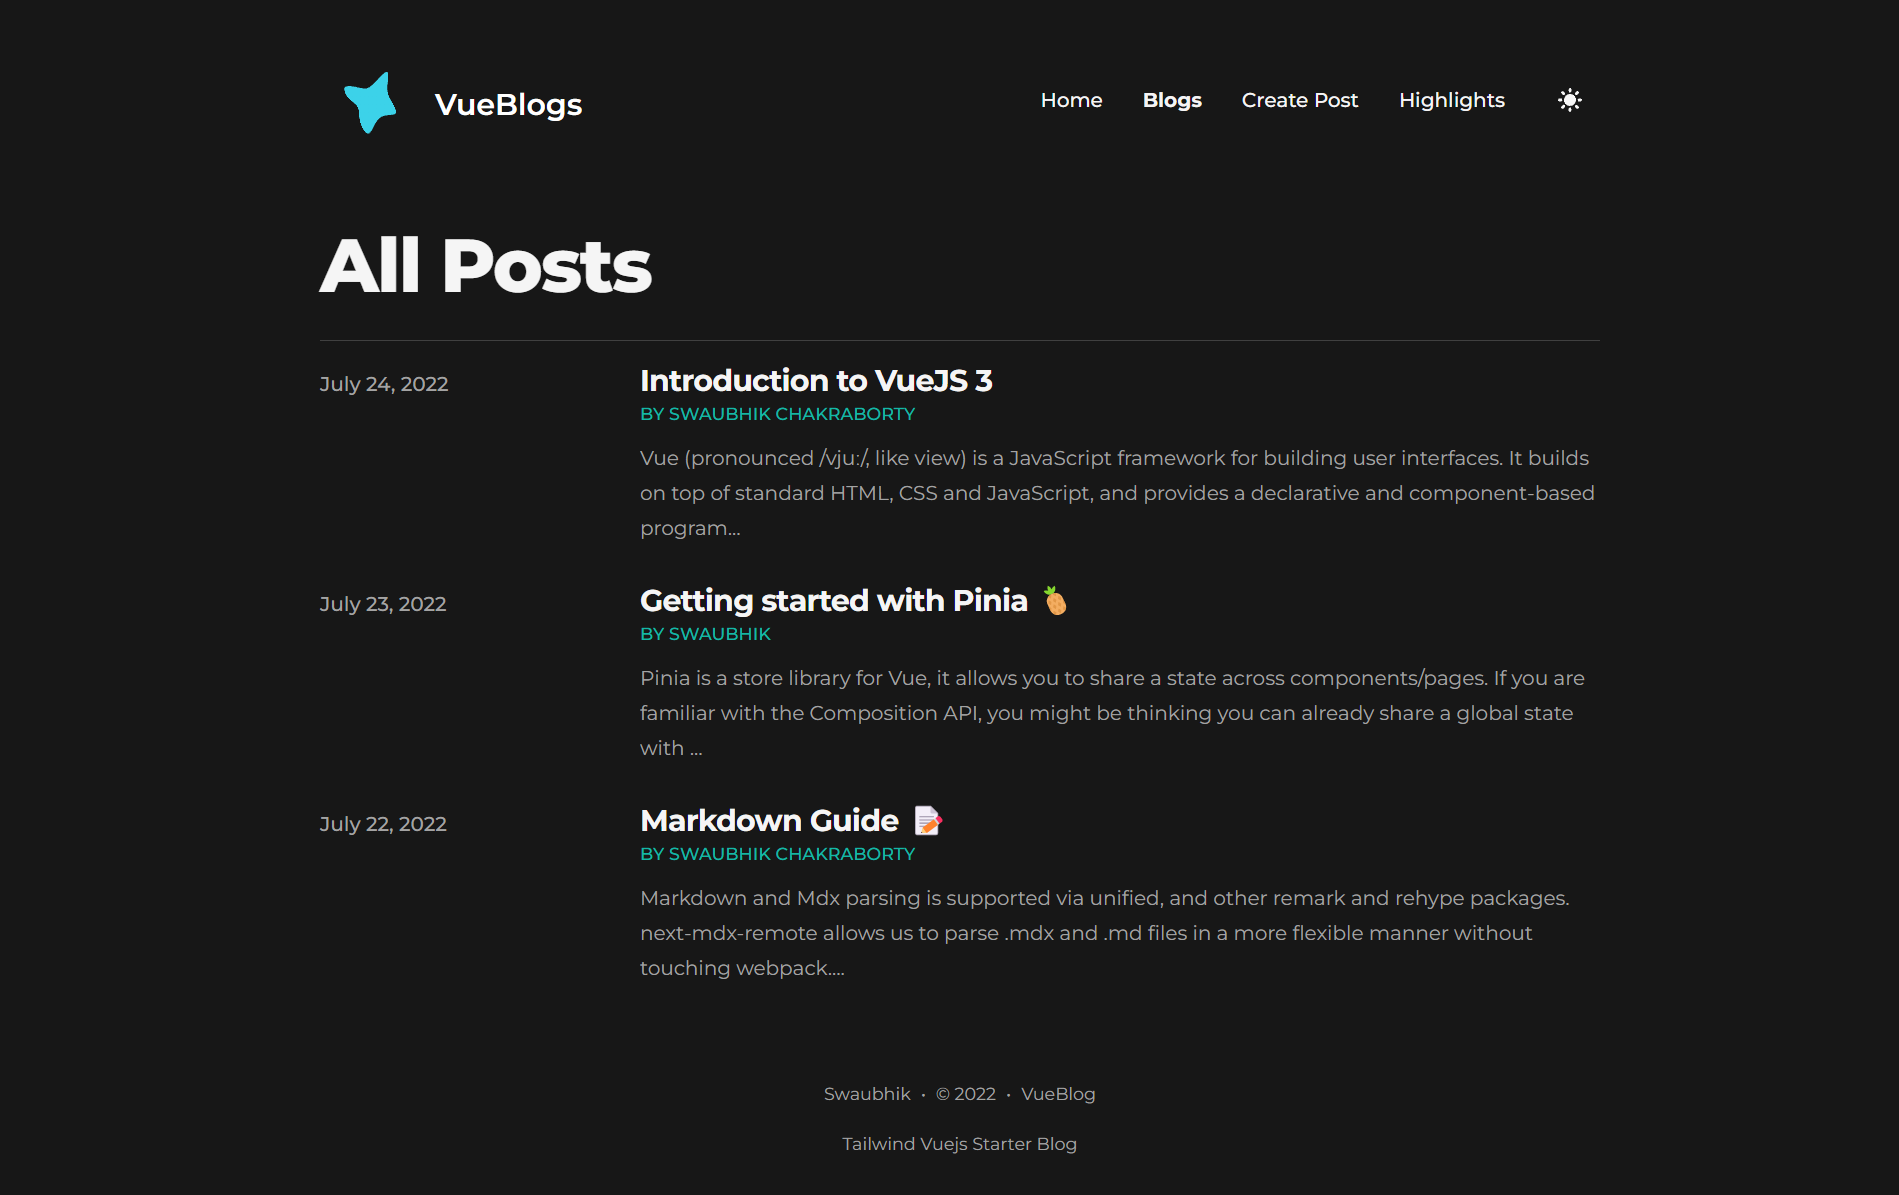 VueBlogs
Home
Blogs
Create Post
Highlights
All Posts
July 24, 2022
Introduction to VueJS 3
BY SWAUBHIK CHAKRABORTY
Vue (pronounced /vjuː/, like view) is a JavaScript framework for building user interfaces. It builds
on top of standard HTML, CSS and JavaScript, and provides a declarative and component-based
program...
July 23, 2022
Getting started with Pinia 🍍
BY SWAUBHIK
Pinia is a store library for Vue, it allows you to share a state across components/pages. If you are
familiar with the Composition API, you might be thinking you can already share a global state
with ...
July 22, 2022
Markdown Guide 📝
BY SWAUBHIK CHAKRABORTY
Markdown and Mdx parsing is supported via unified, and other remark and rehype packages.
next-mdx-remote allows us to parse .mdx and .md files in a more flexible manner without
touching webpack....
Swaubhik • © 2022 • VueBlog
Tailwind Vuejs Starter Blog